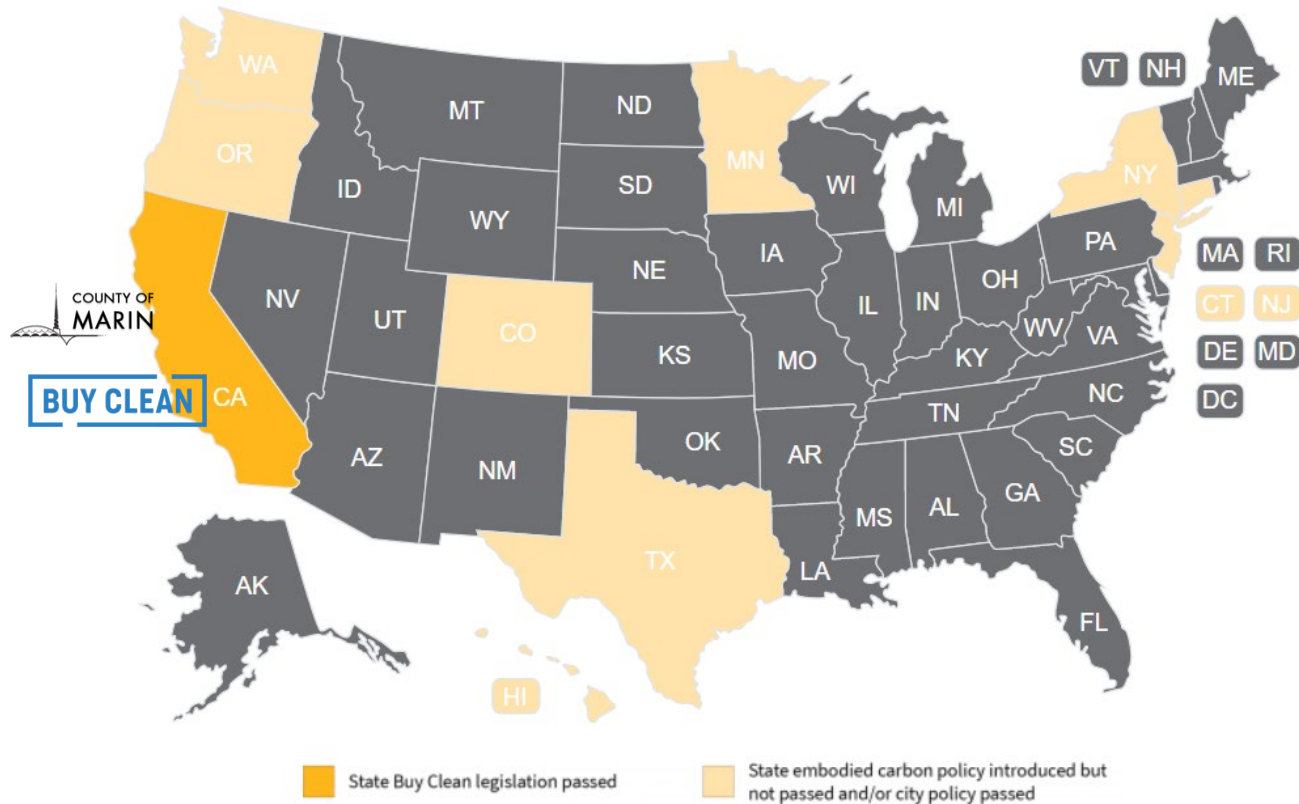 WA
OR
MT
ID
WY
ND
SD
NE
MN
IA
WI
MI
VT
NH
ME
NY
PA
MA
RI
CT
NJ
DE
MD
DC
COUNTY OF
MARIN
BUY CLEAN
CA
NV
UT
CO
KS
MO
IL
IN
OH
WV
VA
KY
AZ
NM
OK
AR
TN
NC
SC
MS
AL
GA
LA
TX
FL
AK
HI
State Buy Clean legislation passed
State embodied carbon policy introduced but
not passed and/or city policy passed